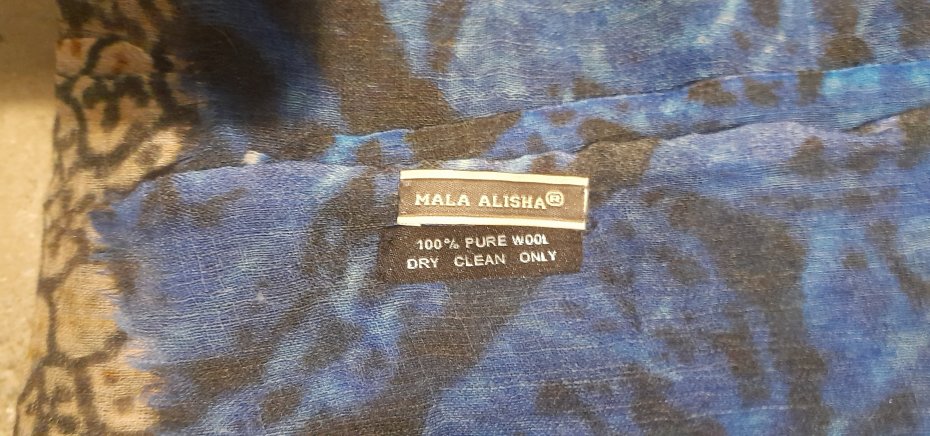 MALA ALISHA®
100% PURE WOOL
DRY CLEAN ONLY